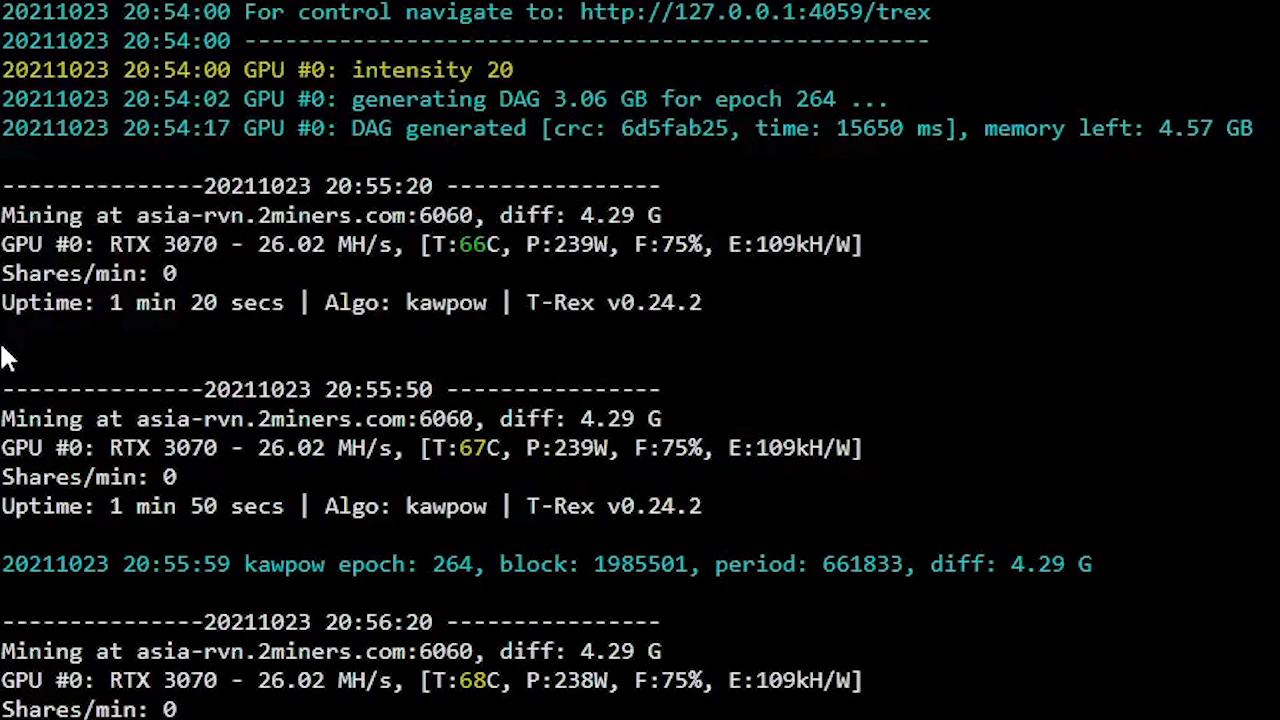 20211023 20:54:00 For control navigate to: http://127.0.0.1:4059/trex
20211023 20:54:00 ---------------------------------------------------
20211023 20:54:00 GPU #0: intensity 20
20211023 20:54:02 GPU #0: generating DAG 3.06 GB for epoch 264 ...
20211023 20:54:17 GPU #0: DAG generated [crc: 6d5fab25, time: 15650 ms], memory left: 4.57 GB
---------------20211023 20:55:20 ----------------
Mining at asia-rvn.2miners.com:6060, diff: 4.29 G
GPU #0: RTX 3070 - 26.02 MH/s, [T:66C, P:239W, F:75%, E:109kH/W]
Shares/min: 0
Uptime: 1 min 20 secs | Algo: kawpow | T-Rex v0.24.2
---------------20211023 20:55:50 ----------------
Mining at asia-rvn.2miners.com:6060, diff: 4.29 G
GPU #0: RTX 3070 - 26.02 MH/s, [T:67C, P:239W, F:75%, E:109kH/W]
Shares/min: 0
Uptime: 1 min 50 secs | Algo: kawpow | T-Rex v0.24.2
20211023 20:55:59 kawpow epoch: 264, block: 1985501, period: 661833, diff: 4.29 G
---------------20211023 20:56:20 ----------------
Mining at asia-rvn.2miners.com:6060, diff: 4.29 G
GPU #0: RTX 3070 - 26.02 MH/s, [T:68C, P:238W, F:75%, E:109kH/W]
Shares/min: 0